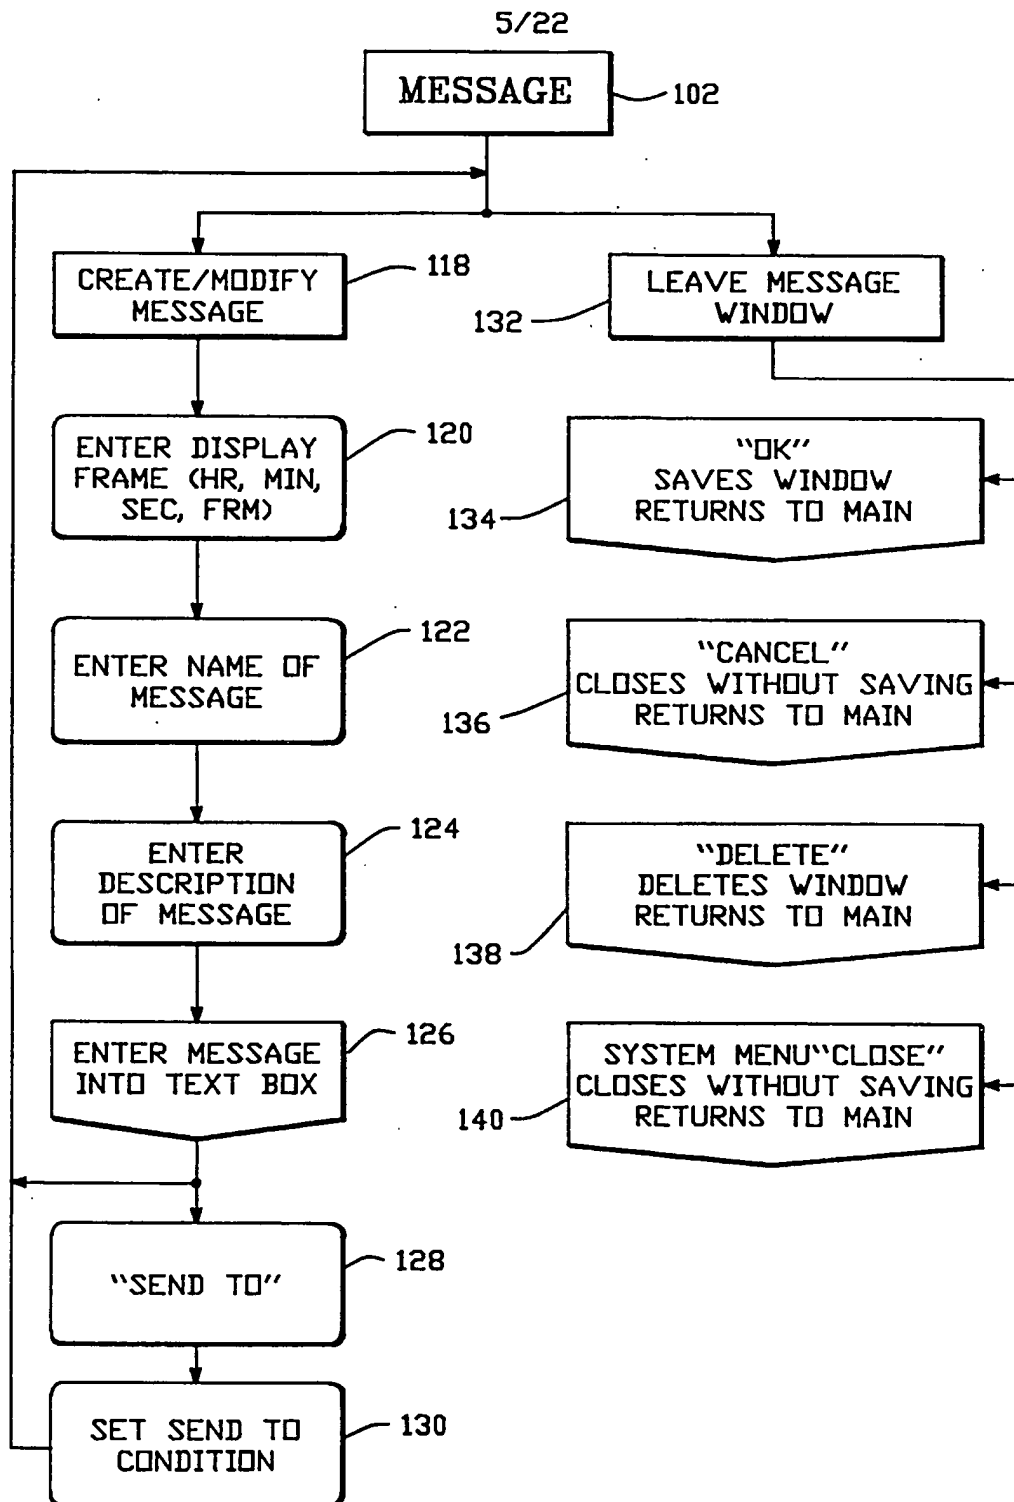 5/22
MESSAGE
102
CREATE/MODIFY
MESSAGE
118
LEAVE MESSAGE
WINDOW
132
ENTER DISPLAY
FRAME (HR, MIN,
SEC, FRM)
120
"OK"
SAVES WINDOW
RETURNS TO MAIN
134
ENTER NAME OF
MESSAGE
122
"CANCEL"
CLOSES WITHOUT SAVING
RETURNS TO MAIN
136
ENTER
DESCRIPTION
OF MESSAGE
124
"DELETE"
DELETES WINDOW
RETURNS TO MAIN
138
ENTER MESSAGE
INTO TEXT BOX
126
SYSTEM MENU"CLOSE"
CLOSES WITHOUT SAVING
RETURNS TO MAIN
140
"SEND TO"
128
SET SEND TO
CONDITION
130